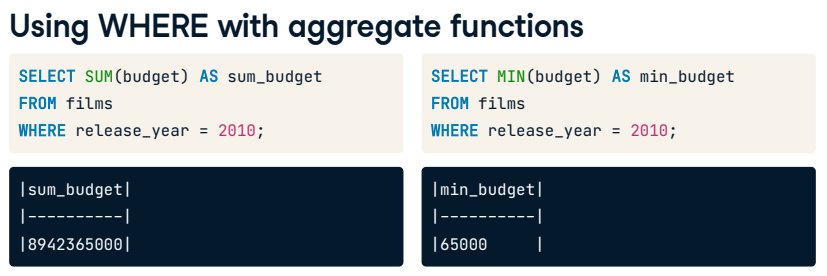 Using WHERE with aggregate functions
SELECT SUM(budget) AS sum_budget
FROM films
WHERE release_year = 2010;
|sum_budget|
|----------|
|8942365000|
SELECT MIN(budget) AS min_budget
FROM films
WHERE release_year = 2010;
|min_budget|
|----------|
|65000     |